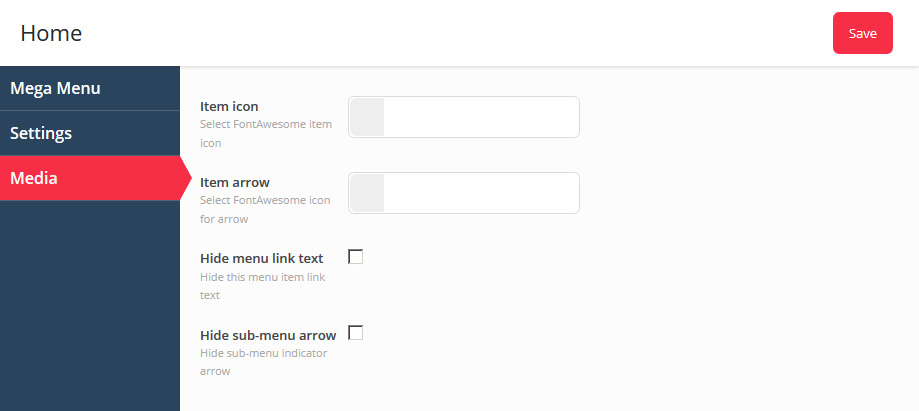 Home
Save
Mega Menu
Settings
Media
Item icon
Select FontAwesome item
icon
Item arrow
Select FontAwesome icon
for arrow
Hide menu link text
Hide this menu item link
text
Hide sub-menu arrow
Hide sub-menu indicator
arrow